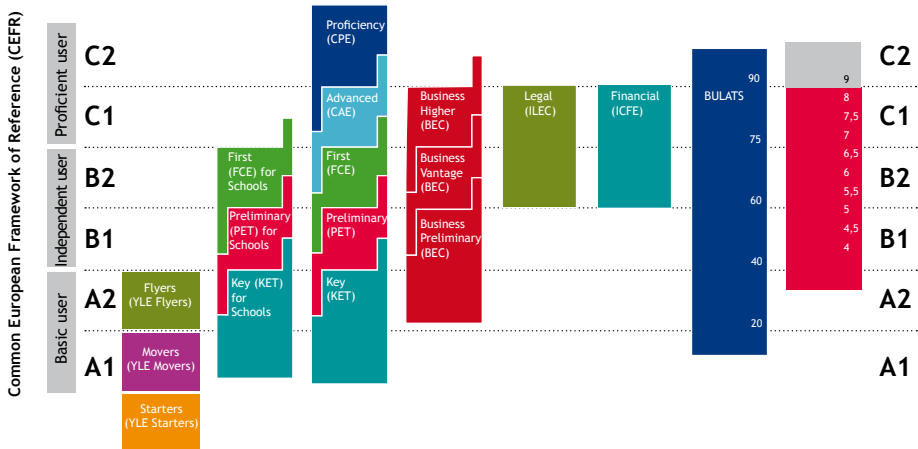 Common European Framework of Reference (CEFR)
Proficient user
Independent user
Basic user
C2
C1
B2
B1
A2
A1
Flyers
(YLE Flyers)
Movers
(YLE Movers)
Starters
(YLE Starters)
First
(FCE) for
Schools
Preliminary
(PET) for
Schools
Key (KET)
for
Schools
Proficiency
(CPE)
Advanced
(CAE)
First
(FCE)
Preliminary
(PET)
Key
(KET)
Business
Higher
(BEC)
Business
Vantage
(BEC)
Business
Preliminary
(BEC)
Legal
(ILEC)
Financial
(ICFE)
BULATS
90
75
60
40
20
9
8
7,5
7
6,5
6
5,5
5
4,5
4
C2
C1
B2
B1
A2
A1